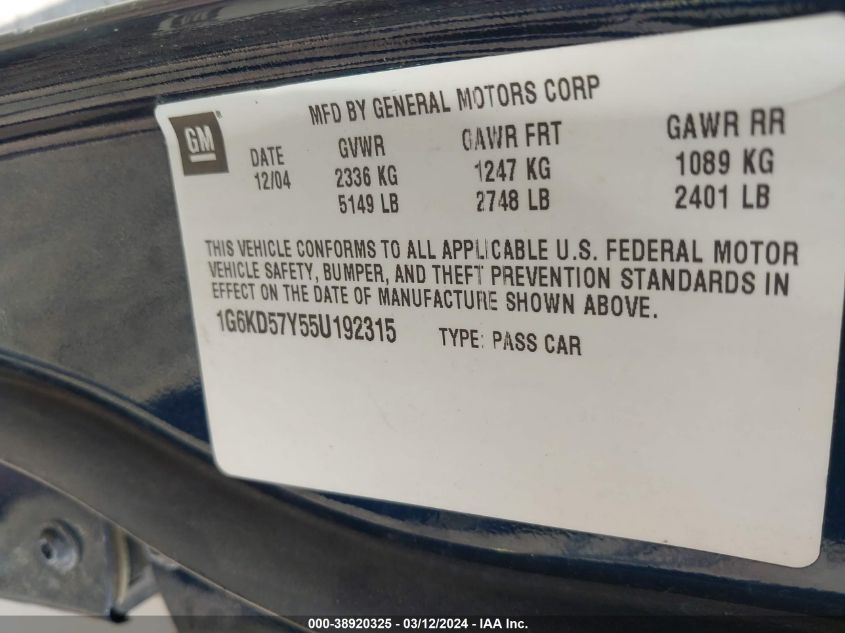 MFD BY GENERAL MOTORS CORP
GM ®
DATE GVWR GAWR FRT GAWR RR
12/04 2336 KG 1247 KG 1089 KG
5149 LB 2748 LB 2401 LB
THIS VEHICLE CONFORMS TO ALL APPLICABLE U.S. FEDERAL MOTOR
VEHICLE SAFETY, BUMPER, AND THEFT PREVENTION STANDARDS IN
EFFECT ON THE DATE OF MANUFACTURE SHOWN ABOVE.
1G6KD57Y55U192315 TYPE: PASS CAR
000-38920325 - 03/12/2024 - IAA Inc.